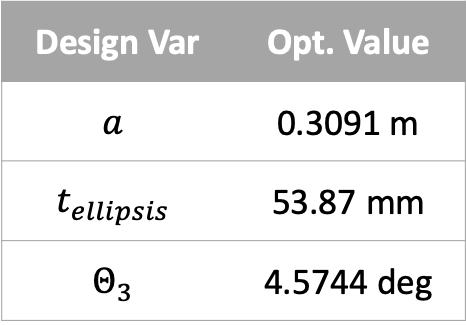 Design Var Opt. Value
a 0.3091 m
t_ellipsis 53.87 mm
Θ₃ 4.5744 deg